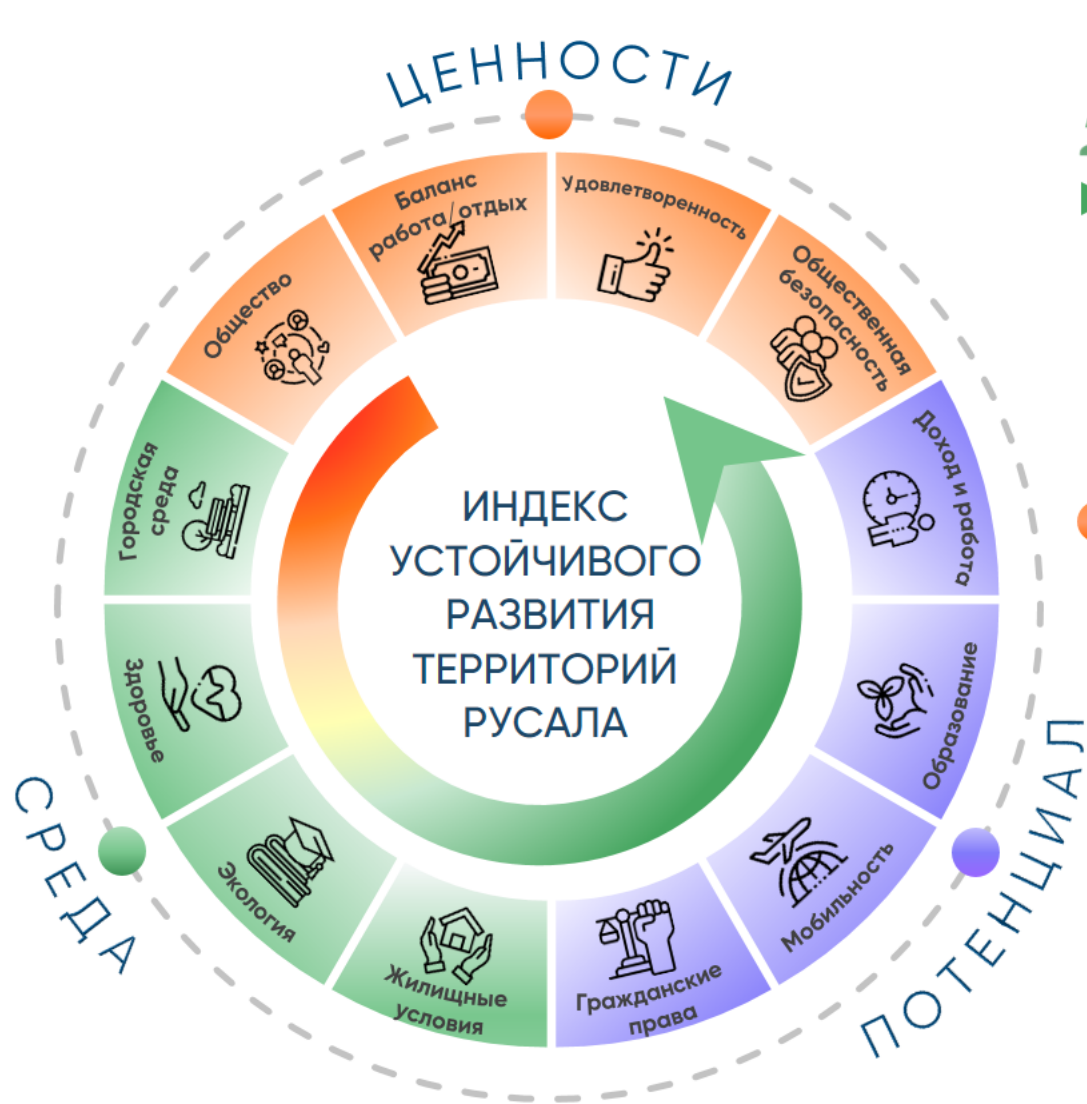 ЦЕННОСТИ
Баланс
работа/отдых
Удовлетворенность
Общественная
безопасность
Доход и работа
Образование
Мобильность
Гражданские
права
Жилищные
условия
Экология
Здоровье
Городская
среда
Общество
ИНДЕКС
УСТОЙЧИВОГО
РАЗВИТИЯ
ТЕРРИТОРИЙ
РУСАЛА
СРЕДА
ПОТЕНЦИАЛ